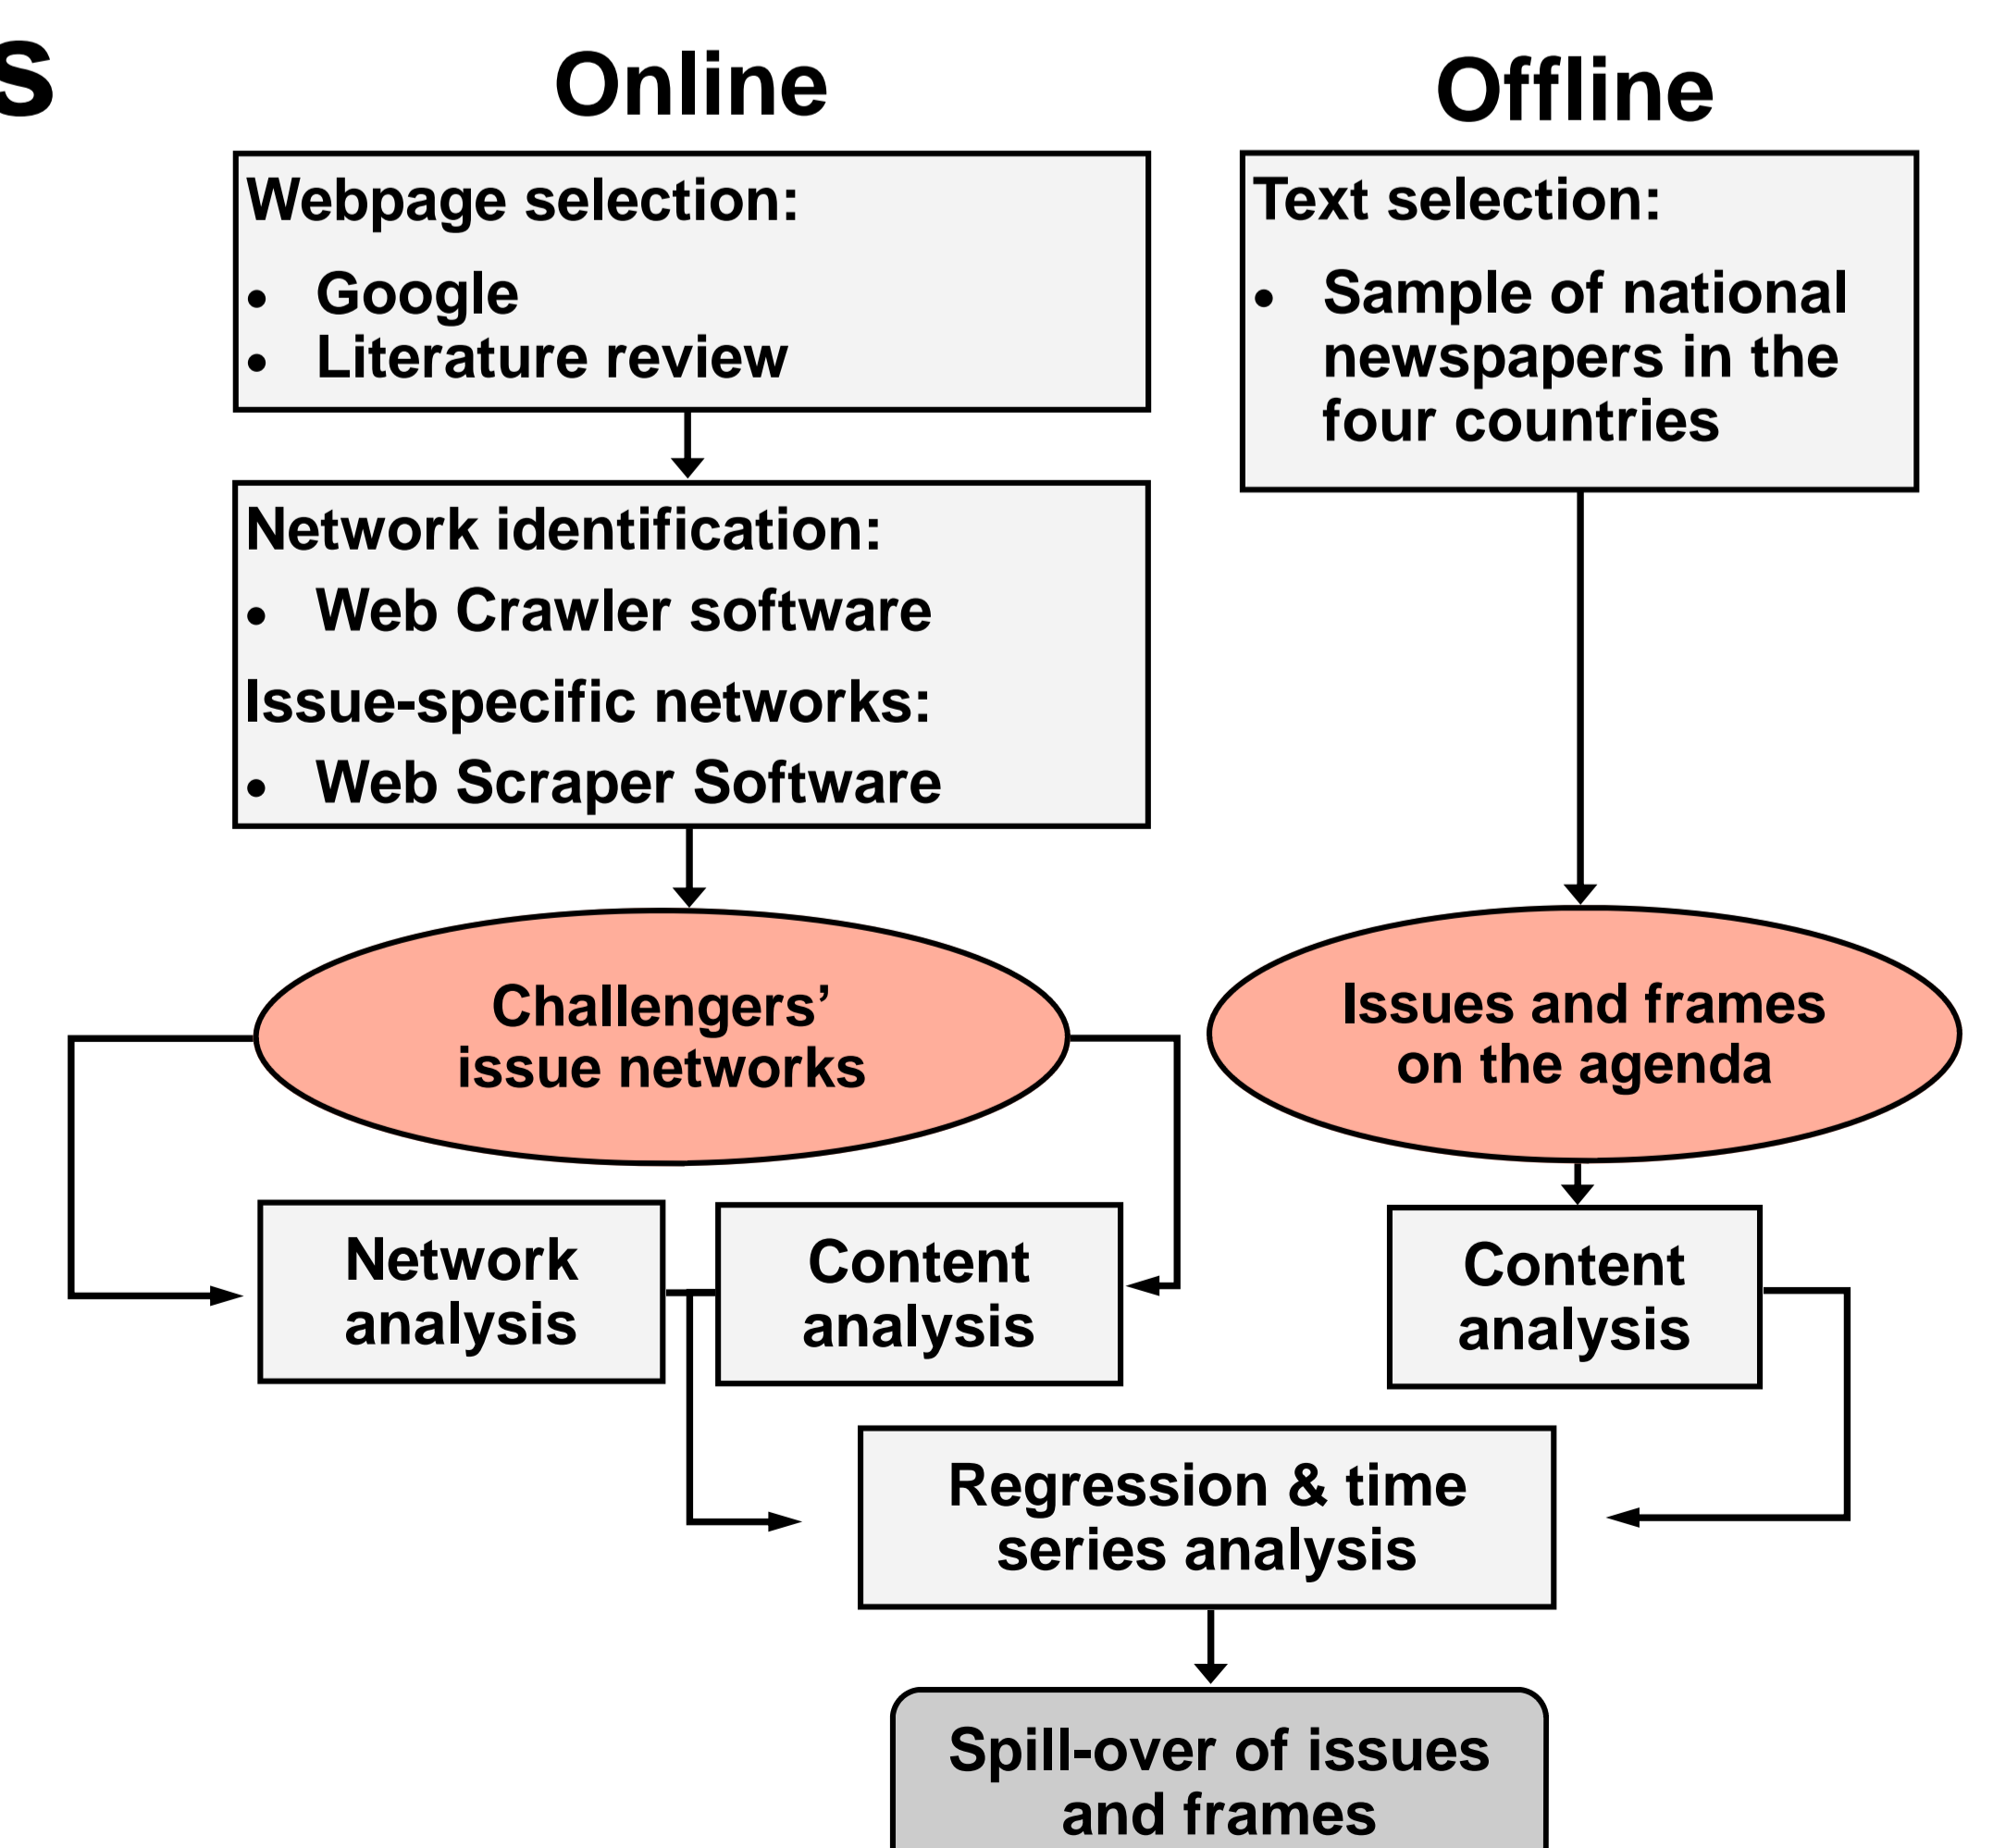 s
Online
Offline
Webpage selection:
• Google
• Literature review
Text selection:
• Sample of national
newspapers in the
four countries
Network identification:
• Web Crawler software
Issue-specific networks:
• Web Scraper Software
Challengers’
issue networks
Issues and frames
on the agenda
Network
analysis
Content
analysis
Content
analysis
Regression & time
series analysis
Spill-over of issues
and frames